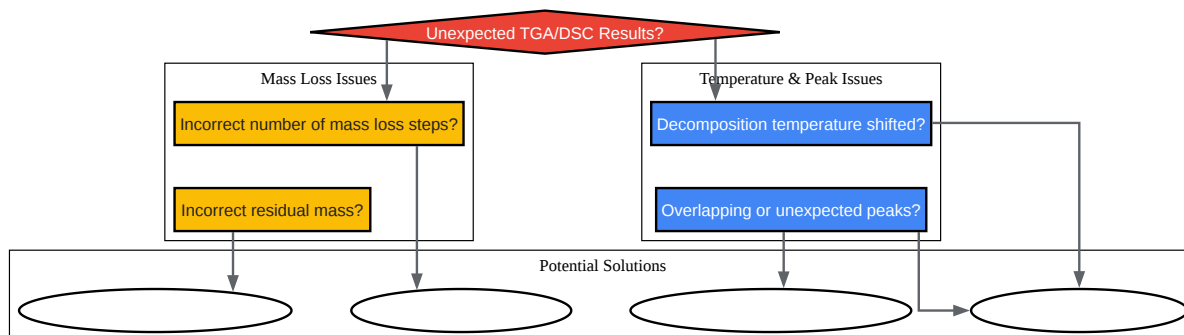 Unexpected TGA/DSC Results?
Mass Loss Issues
Temperature & Peak Issues
Incorrect number of mass loss steps?
Decomposition temperature shifted?
Incorrect residual mass?
Overlapping or unexpected peaks?
Potential Solutions